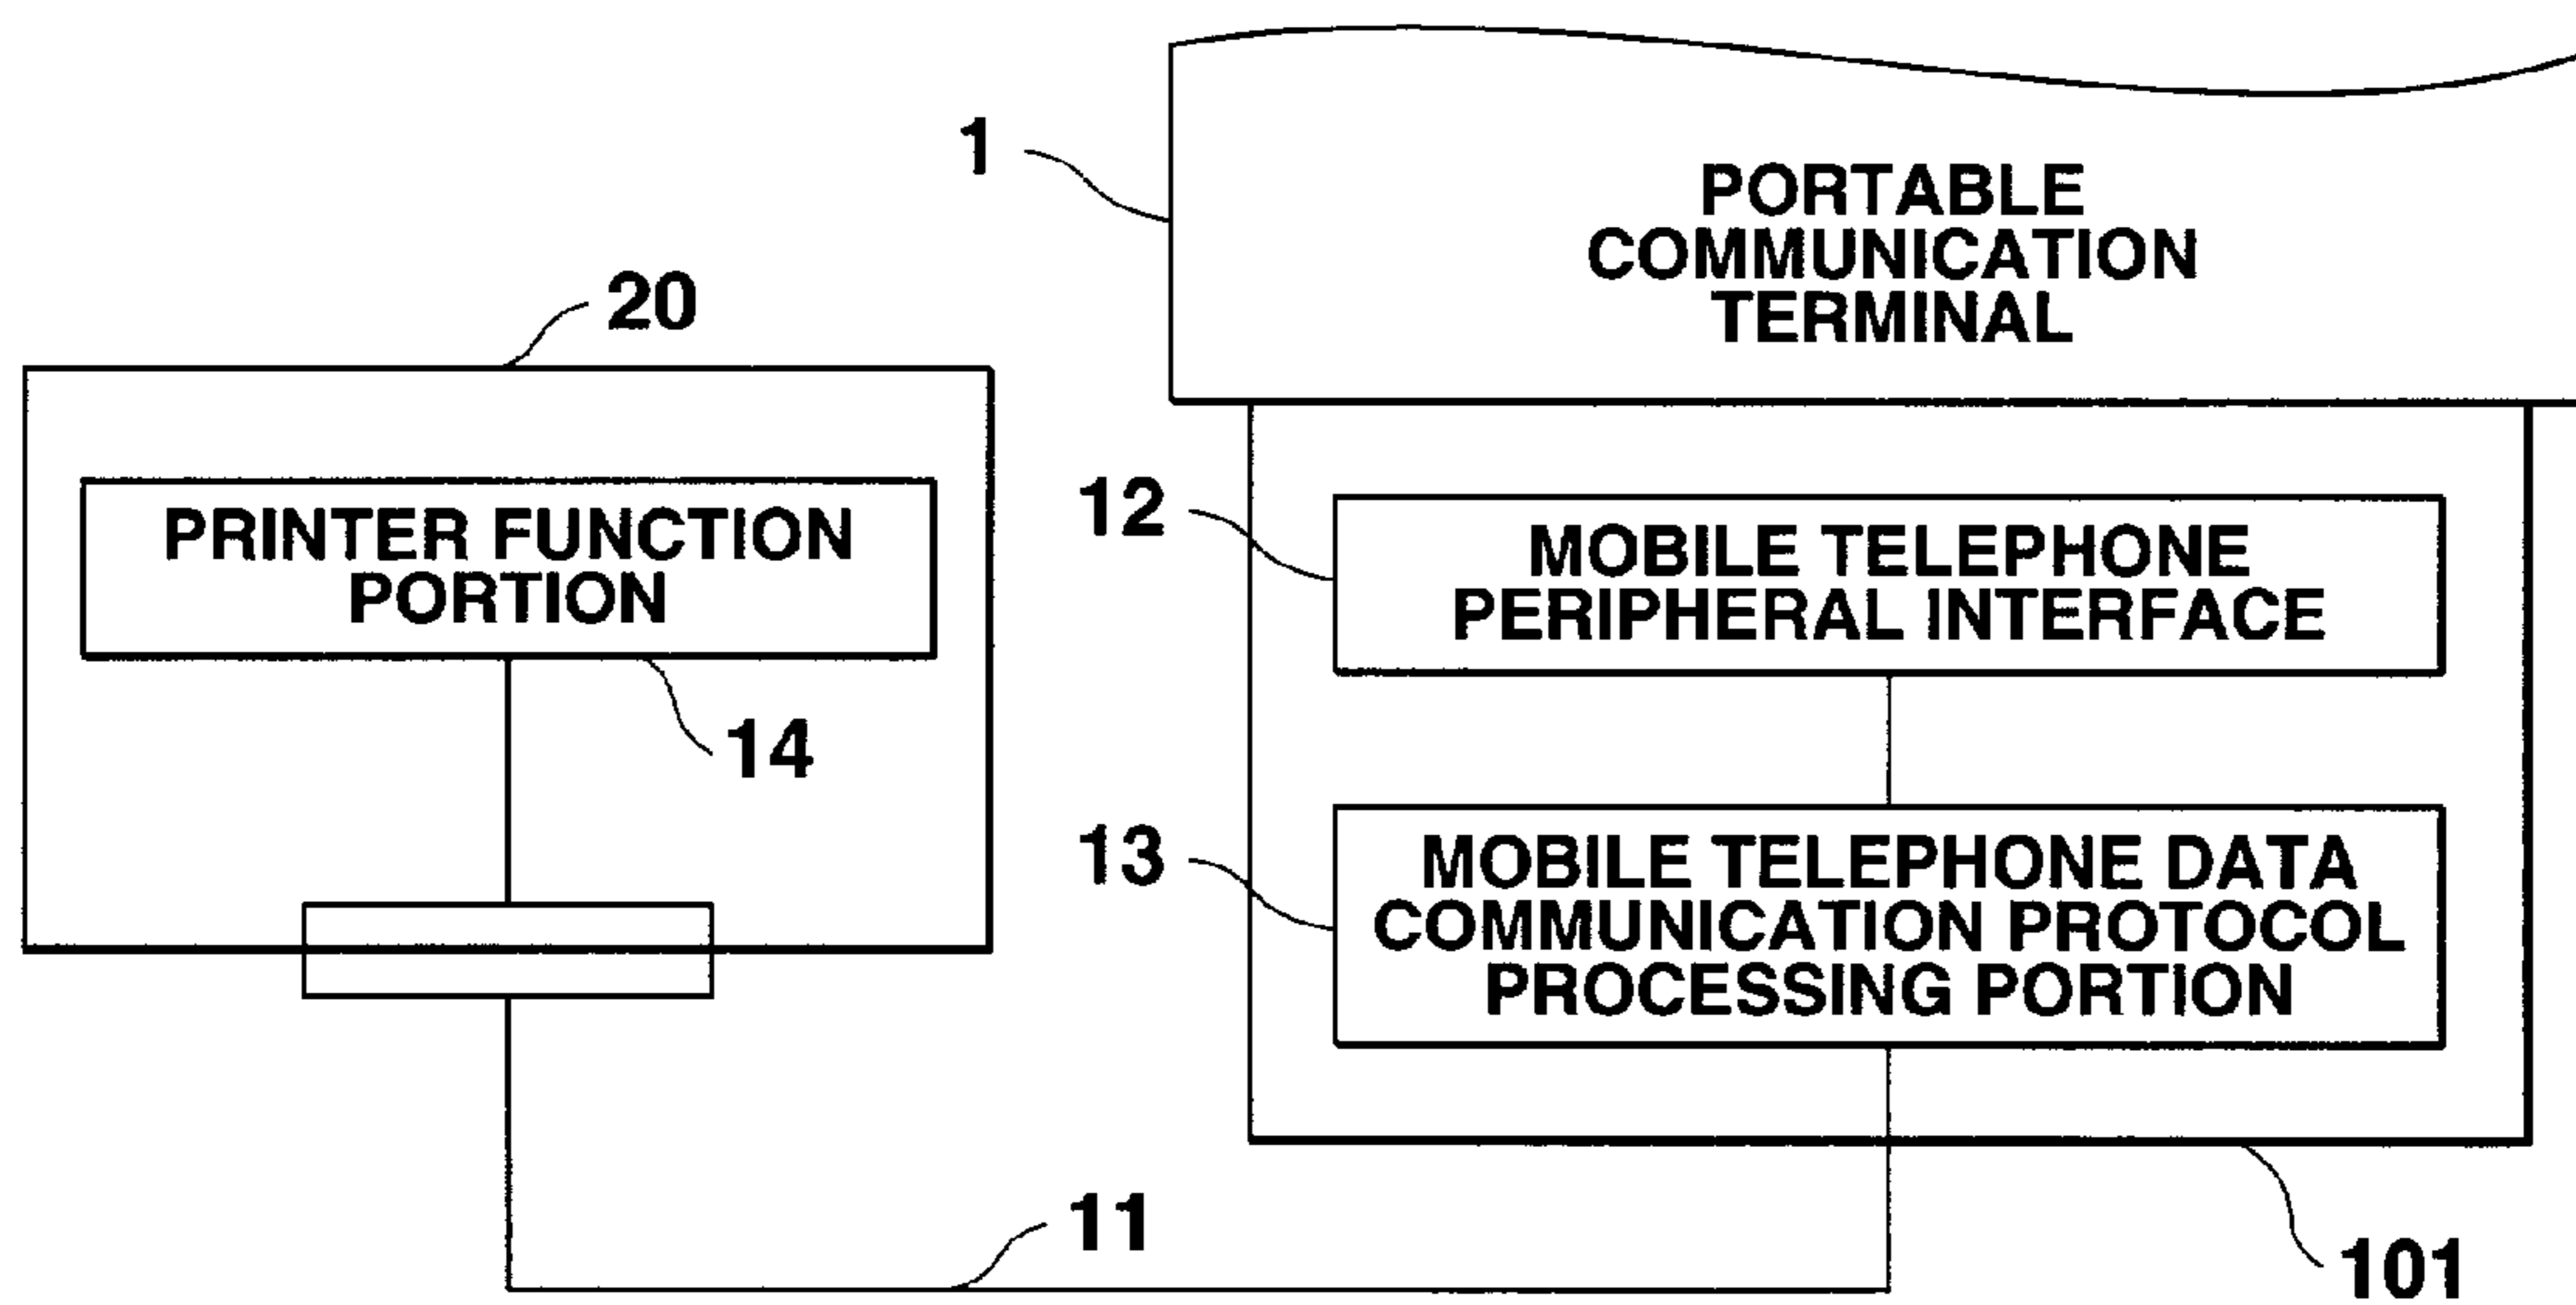 1
PORTABLE
COMMUNICATION
TERMINAL
20
PRINTER FUNCTION
PORTION
14
12
MOBILE TELEPHONE
PERIPHERAL INTERFACE
13
MOBILE TELEPHONE DATA
COMMUNICATION PROTOCOL
PROCESSING PORTION
11
101